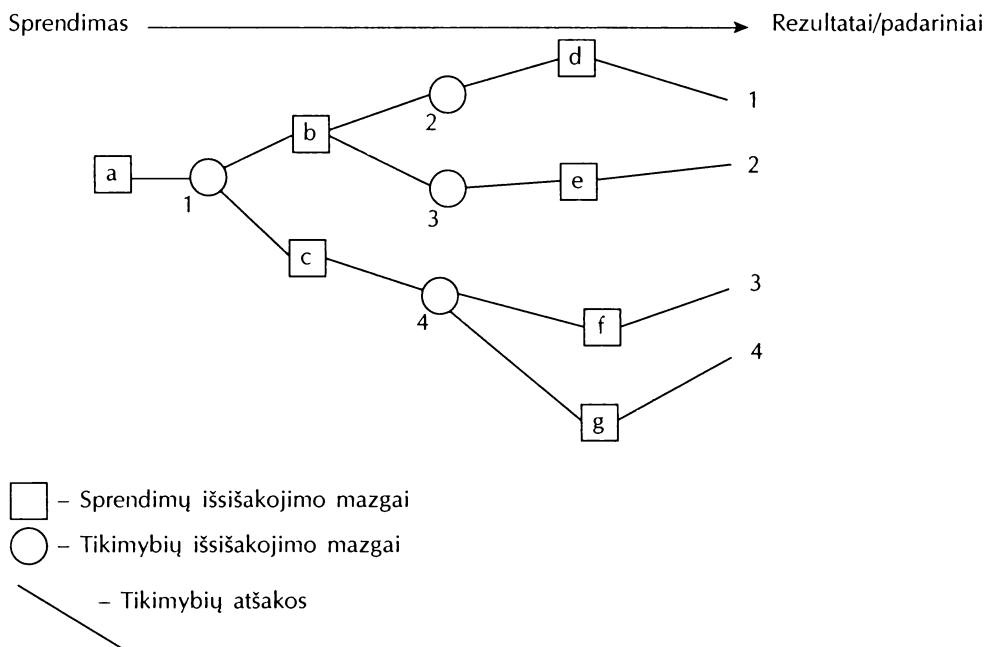 Sprendimas
Rezultatai/padariniai
d
1
b
2
2
a
e
1
3
c
3
4
f
4
g
– Sprendimų išsišakojimo mazgai
– Tikimybių išsišakojimo mazgai
– Tikimybių atšakos